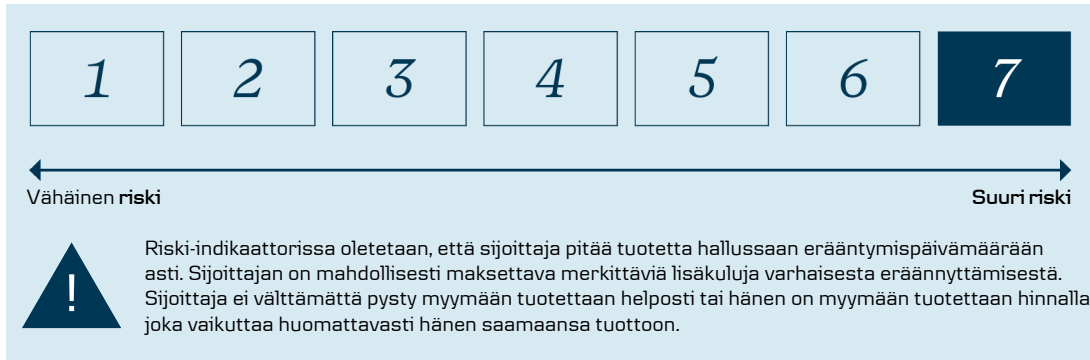 1 2 3 4 5 6 7
Vähäinen riski Suuri riski
Riski-indikaattorissa oletetaan, että sijoittaja pitää tuotetta hallussaan erääntymispäivämäärään
asti. Sijoittajan on mahdollisesti maksettava merkittäviä lisäkuluja varhaisesta eräännyttämisestä.
Sijoittaja ei välttämättä pysty myymään tuotettaan helposti tai hänen on myymään tuotettaan hinnalla
joka vaikuttaa huomattavasti hänen saamaansa tuottoon.
!